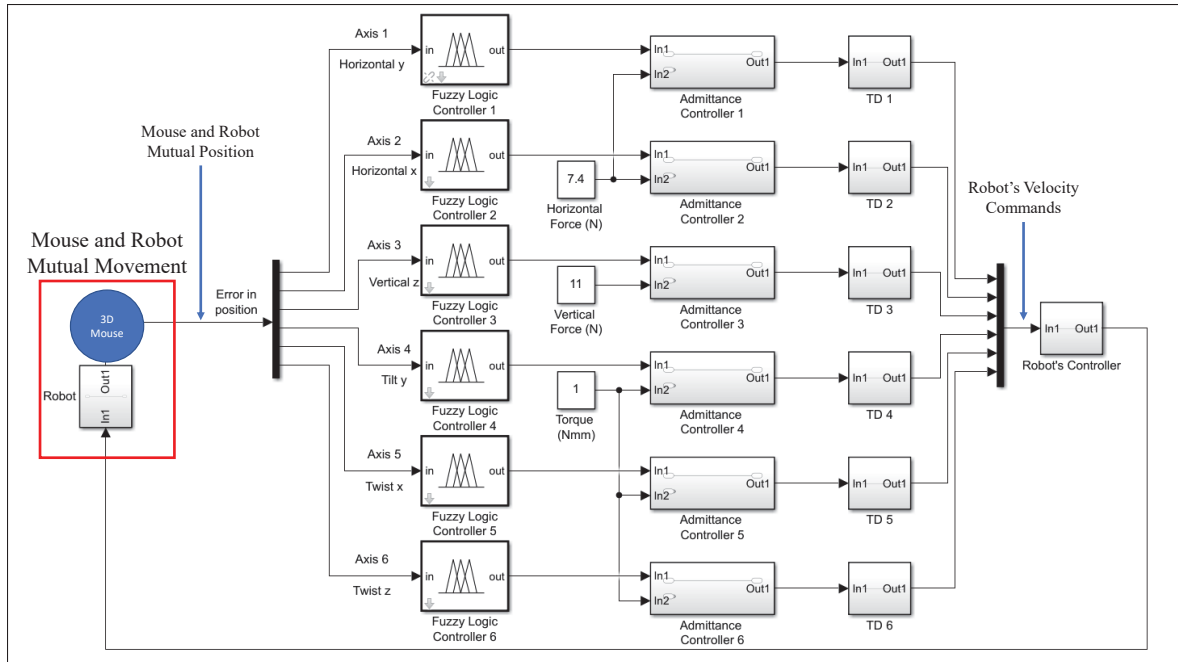 Axis 1
Horizontal y
in
out
Fuzzy Logic
Controller 1
In1
In2
Out1
Admittance
Controller 1
In1
Out1
TD 1
Mouse and Robot
Mutual Position
Axis 2
Horizontal x
in
out
Fuzzy Logic
Controller 2
7.4
Horizontal
Force (N)
In1
In2
Out1
Admittance
Controller 2
In1
Out1
TD 2
Robot's Velocity
Commands
Mouse and Robot
Mutual Movement
3D
Mouse
Robot
Out1
In1
Error in
position
Axis 3
Vertical z
in
out
Fuzzy Logic
Controller 3
11
Vertical
Force (N)
In1
In2
Out1
Admittance
Controller 3
In1
Out1
TD 3
In1
Out1
Robot's Controller
Axis 4
Tilt y
in
out
Fuzzy Logic
Controller 4
1
Torque
(Nmm)
In1
In2
Out1
Admittance
Controller 4
In1
Out1
TD 4
Axis 5
Twist x
in
out
Fuzzy Logic
Controller 5
In1
In2
Out1
Admittance
Controller 5
In1
Out1
TD 5
Axis 6
Twist z
in
out
Fuzzy Logic
Controller 6
In1
In2
Out1
Admittance
Controller 6
In1
Out1
TD 6